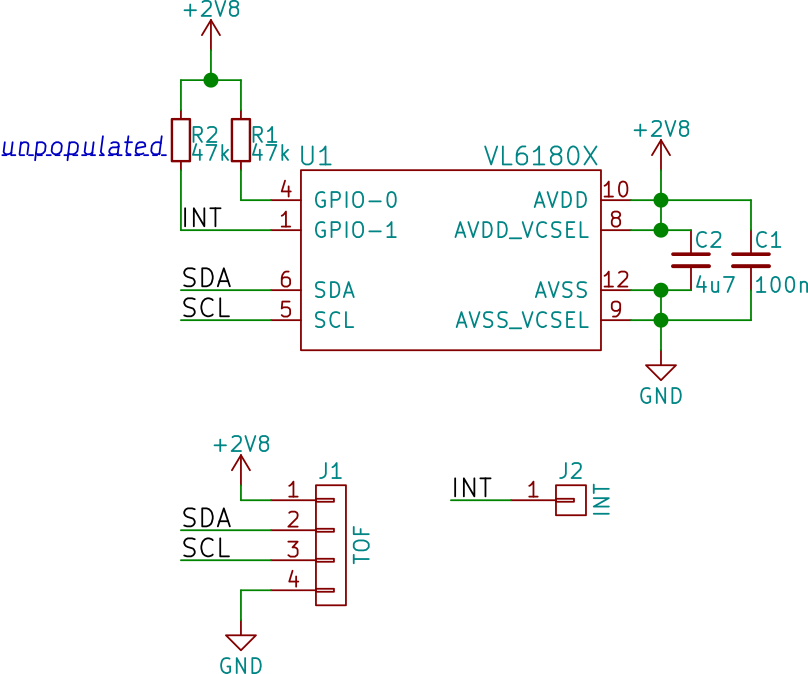 +2V8
unpopulated
R2
47k
R1
47k
U1
VL6180X
+2V8
4
GPIO-0
1
GPIO-1
INT
6
SDA
SDA
5
SCL
SCL
AVDD
10
AVDD_VCSEL
8
AVSS
12
AVSS_VCSEL
9
C2
4u7
C1
100n
GND
+2V8
J1
1
SDA
2
SCL
3
4
TOF
GND
INT
1
J2
INT